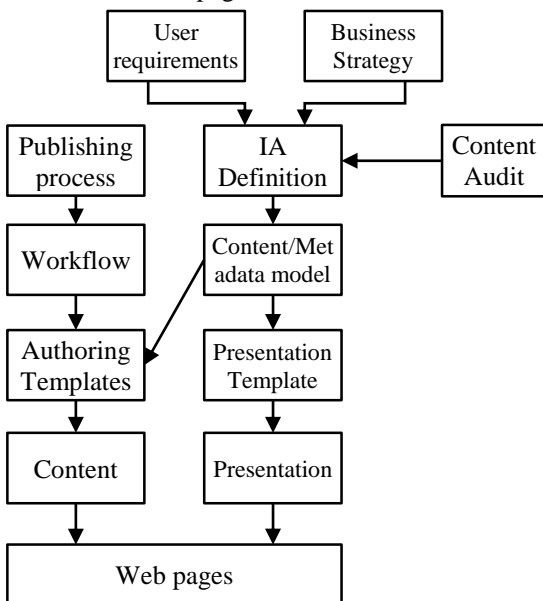 User
requirements
Business
Strategy
Publishing
process
IA
Definition
Content
Audit
Workflow
Content/Met
adata model
Authoring
Templates
Presentation
Template
Content
Presentation
Web pages